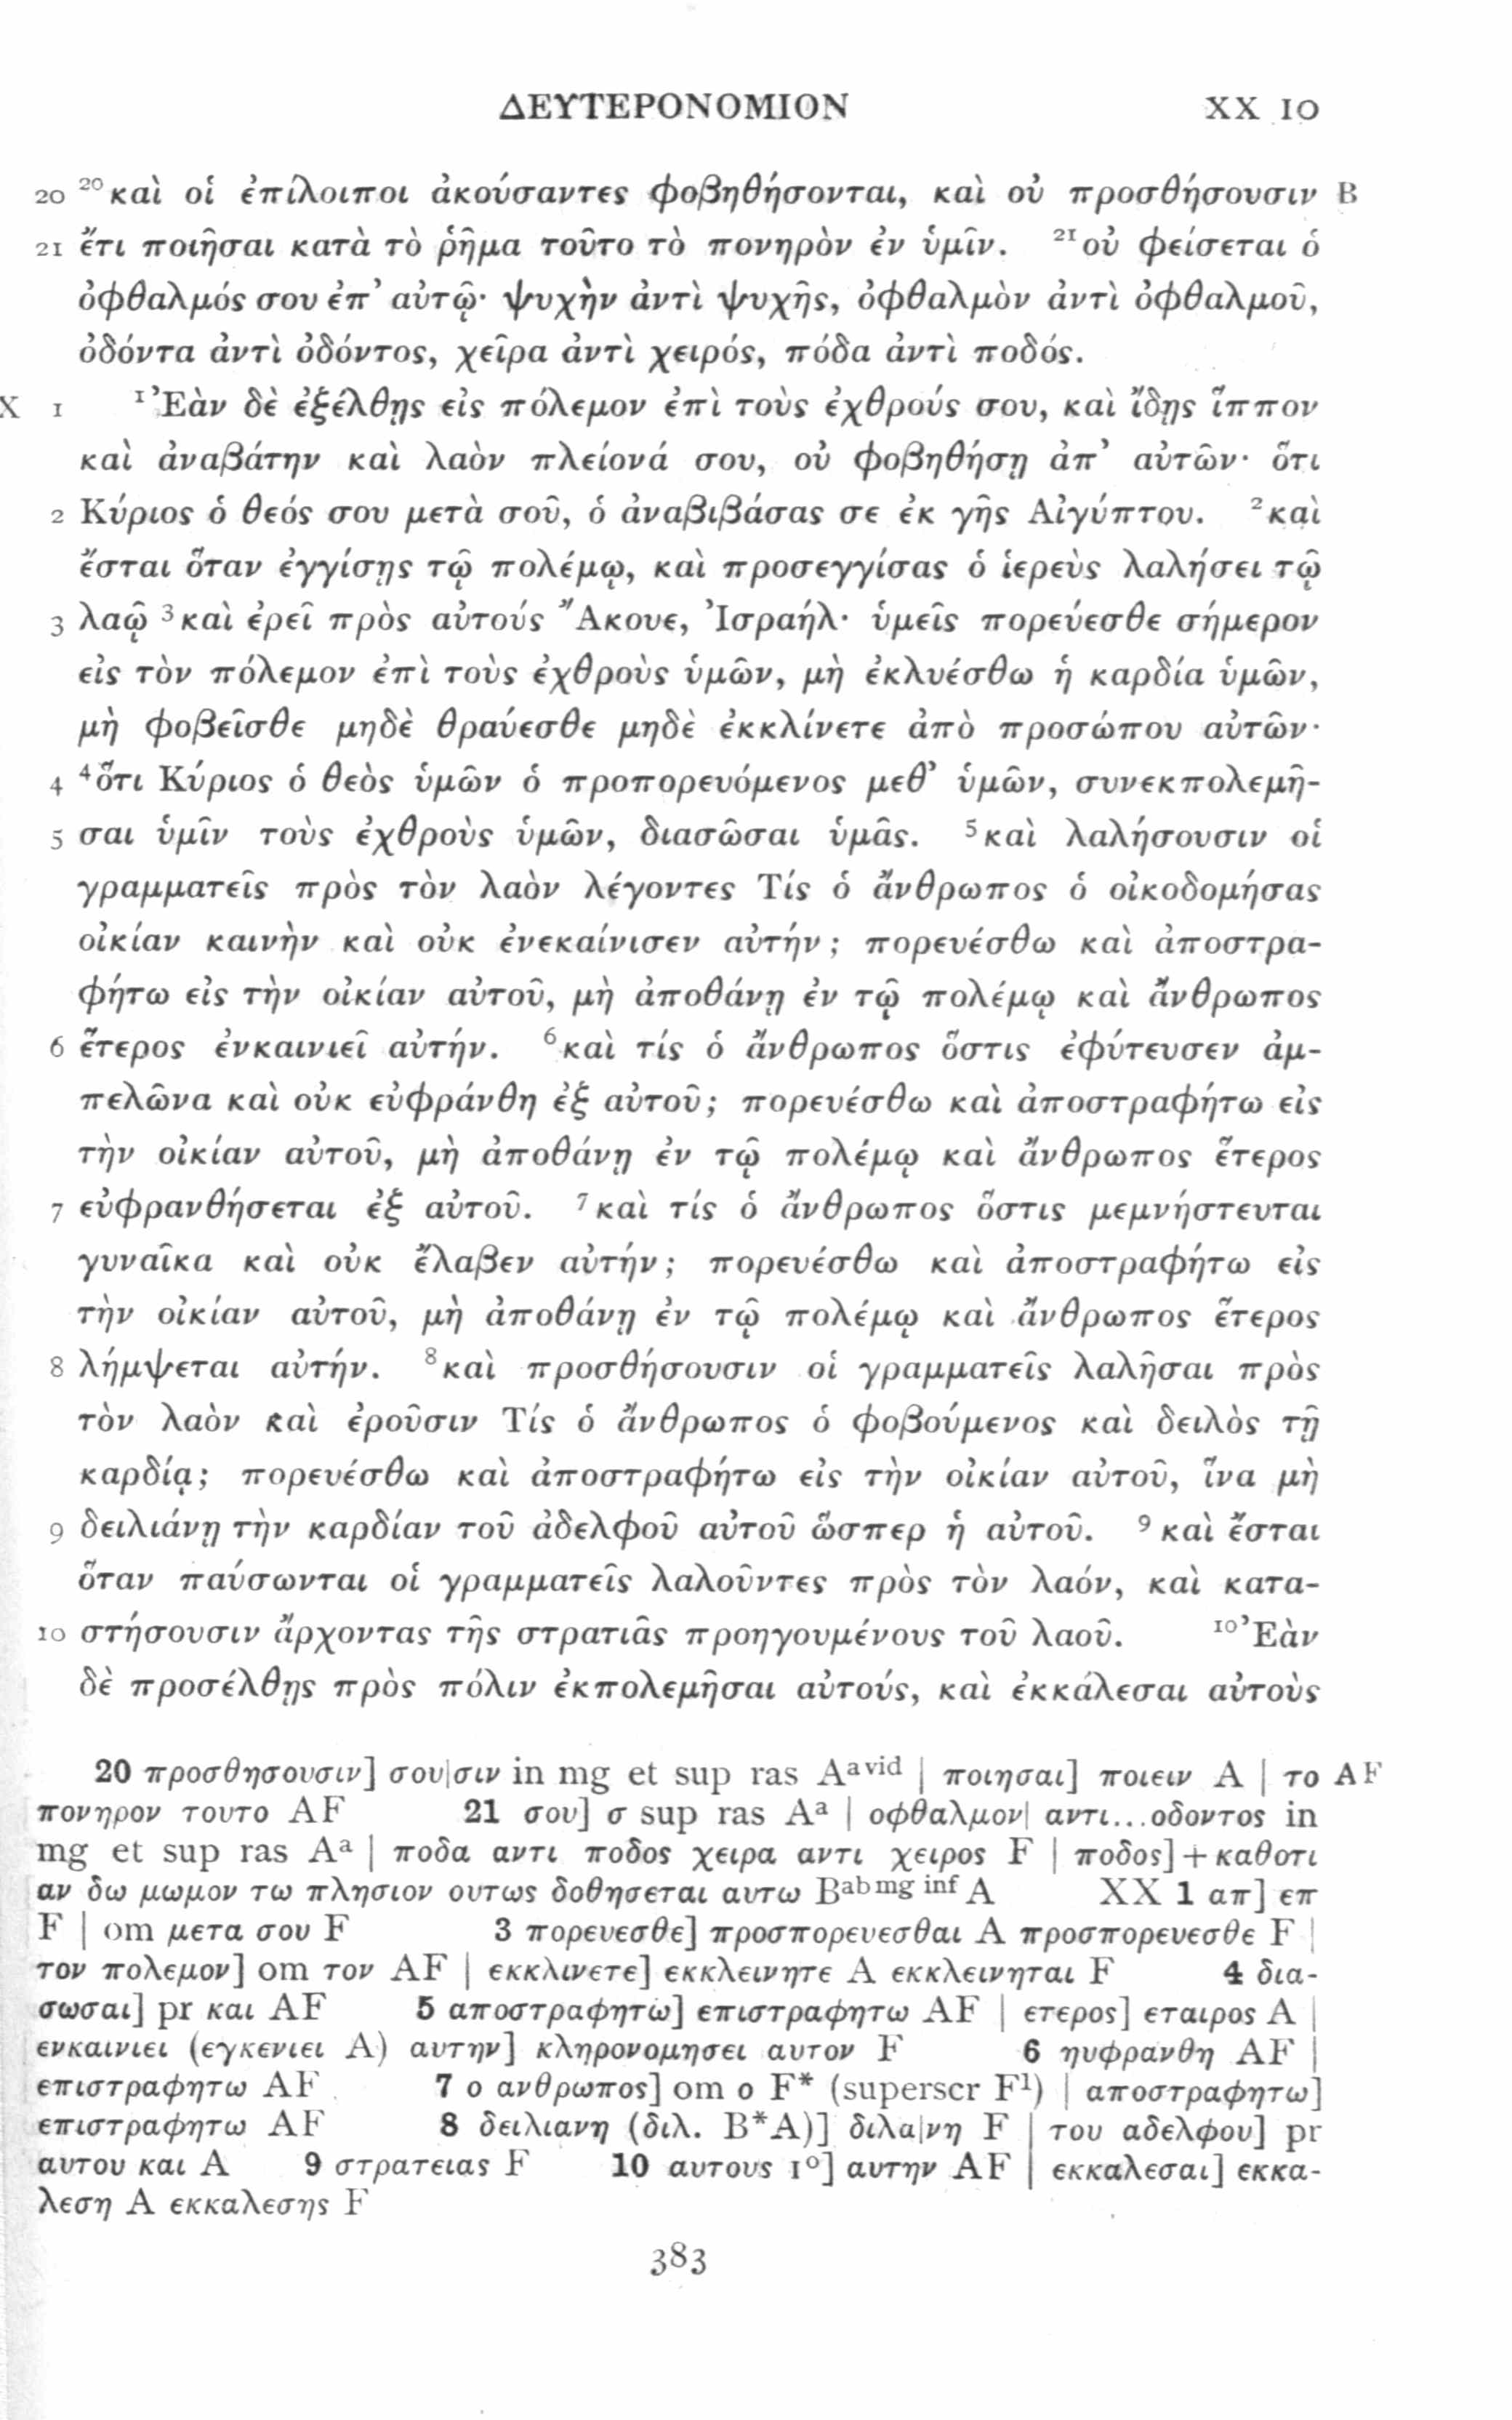 ΔΕΥΤΕΡΟΝΟΜΙΟΝ XX 10
20 ²⁰καὶ οἱ ἐπίλοιποι ἀκούσαντες φοβηθήσονται, καὶ οὐ προσθήσουσιν B
21 ἔτι ποιῆσαι κατὰ τὸ ῥῆμα τοῦτο τὸ πονηρὸν ἐν ὑμῖν. ²¹οὐ φείσεται ὁ
ὀφθαλμός σου ἐπ’ αὐτῷ· ψυχὴν ἀντὶ ψυχῆς, ὀφθαλμὸν ἀντὶ ὀφθαλμοῦ,
ὀδόντα ἀντὶ ὀδόντος, χεῖρα ἀντὶ χειρός, πόδα ἀντὶ ποδός.
X 1 ¹Ἐὰν δὲ ἐξέλθῃς εἰς πόλεμον ἐπὶ τοὺς ἐχθρούς σου, καὶ ἴδῃς ἵππον
καὶ ἀναβάτην καὶ λαὸν πλείονά σου, οὐ φοβηθήσῃ ἀπ’ αὐτῶν· ὅτι
2 Κύριος ὁ θεός σου μετὰ σοῦ, ὁ ἀναβιβάσας σε ἐκ γῆς Αἰγύπτου. ²καὶ
ἔσται ὅταν ἐγγίσῃς τῷ πολέμῳ, καὶ προσεγγίσας ὁ ἱερεὺς λαλήσει τῷ
3 λαῷ ³καὶ ἐρεῖ πρὸς αὐτούς Ἄκουε, Ἰσραήλ· ὑμεῖς πορεύεσθε σήμερον
εἰς τὸν πόλεμον ἐπὶ τοὺς ἐχθροὺς ὑμῶν, μὴ ἐκλυέσθω ἡ καρδία ὑμῶν,
μὴ φοβεῖσθε μηδὲ θραύεσθε μηδὲ ἐκκλίνετε ἀπὸ προσώπου αὐτῶν·
4 ⁴ὅτι Κύριος ὁ θεὸς ὑμῶν ὁ προπορευόμενος μεθ’ ὑμῶν, συνεκπολεμῆ-
5 σαι ὑμῖν τοὺς ἐχθροὺς ὑμῶν, διασῶσαι ὑμᾶς. ⁵καὶ λαλήσουσιν οἱ
γραμματεῖς πρὸς τὸν λαὸν λέγοντες Τίς ὁ ἄνθρωπος ὁ οἰκοδομήσας
οἰκίαν καινὴν καὶ οὐκ ἐνεκαίνισεν αὐτήν; πορευέσθω καὶ ἀποστρα-
φήτω εἰς τὴν οἰκίαν αὐτοῦ, μὴ ἀποθάνῃ ἐν τῷ πολέμῳ καὶ ἄνθρωπος
6 ἕτερος ἐνκαινιεῖ αὐτήν. ⁶καὶ τίς ὁ ἄνθρωπος ὅστις ἐφύτευσεν ἀμ-
πελῶνα καὶ οὐκ εὐφράνθη ἐξ αὐτοῦ; πορευέσθω καὶ ἀποστραφήτω εἰς
τὴν οἰκίαν αὐτοῦ, μὴ ἀποθάνῃ ἐν τῷ πολέμῳ καὶ ἄνθρωπος ἕτερος
7 εὐφρανθήσεται ἐξ αὐτοῦ. ⁷καὶ τίς ὁ ἄνθρωπος ὅστις μεμνήστευται
γυναῖκα καὶ οὐκ ἔλαβεν αὐτήν; πορευέσθω καὶ ἀποστραφήτω εἰς
τὴν οἰκίαν αὐτοῦ, μὴ ἀποθάνῃ ἐν τῷ πολέμῳ καὶ ἄνθρωπος ἕτερος
8 λήμψεται αὐτήν. ⁸καὶ προσθήσουσιν οἱ γραμματεῖς λαλῆσαι πρὸς
τὸν λαὸν καὶ ἐροῦσιν Τίς ὁ ἄνθρωπος ὁ φοβούμενος καὶ δειλὸς τῇ
καρδίᾳ; πορευέσθω καὶ ἀποστραφήτω εἰς τὴν οἰκίαν αὐτοῦ, ἵνα μὴ
9 δειλιάνῃ τὴν καρδίαν τοῦ ἀδελφοῦ αὐτοῦ ὥσπερ ἡ αὐτοῦ. ⁹καὶ ἔσται
ὅταν παύσωνται οἱ γραμματεῖς λαλοῦντες πρὸς τὸν λαόν, καὶ κατα-
10 στήσουσιν ἄρχοντας τῆς στρατιᾶς προηγουμένους τοῦ λαοῦ. ¹⁰Ἐὰν
δὲ προσέλθῃς πρὸς πόλιν ἐκπολεμῆσαι αὐτούς, καὶ ἐκκάλεσαι αὐτοὺς
20 προσθησουσιν] σου|σιν in mg et sup ras Aᵃ ᵛⁱᵈ | ποιησαι] ποιειν A | το AF
πονηρον τουτο AF 21 σου] σ sup ras Aᵃ | οφθαλμον| αντι...οδοντος in
mg et sup ras Aᵃ | ποδα αντι ποδος χειρα αντι χειρος F | ποδος]+καθοτι
αν δω μωμον τω πλησιον ουτως δοθησεται αυτω Bᵃᵇ ᵐᵍ ⁱⁿᶠ A XX 1 απ] επ
F | om μετα σου F 3 πορευεσθε] προσπορευεσθαι A προσπορευεσθε F |
τον πολεμον] om τον AF | εκκλινετε] εκκλεινητε A εκκλεινηται F 4 δια-
σωσαι] pr και AF 5 αποστραφητω] επιστραφητω AF | ετερος] εταιρος A |
ενκαινιει (εγκενιει A) αυτην] κληρονομησει αυτον F 6 ηυφρανθη AF |
επιστραφητω AF 7 ο ανθρωπος] om ο F* (superscr F¹) | αποστραφητω]
επιστραφητω AF 8 δειλιανη (διλ. B*A)] διλα|νη F | του αδελφου] pr
αυτου και A 9 στρατειας F 10 αυτους 1°] αυτην AF | εκκαλεσαι] εκκα-
λεση A εκκαλεσης F
383